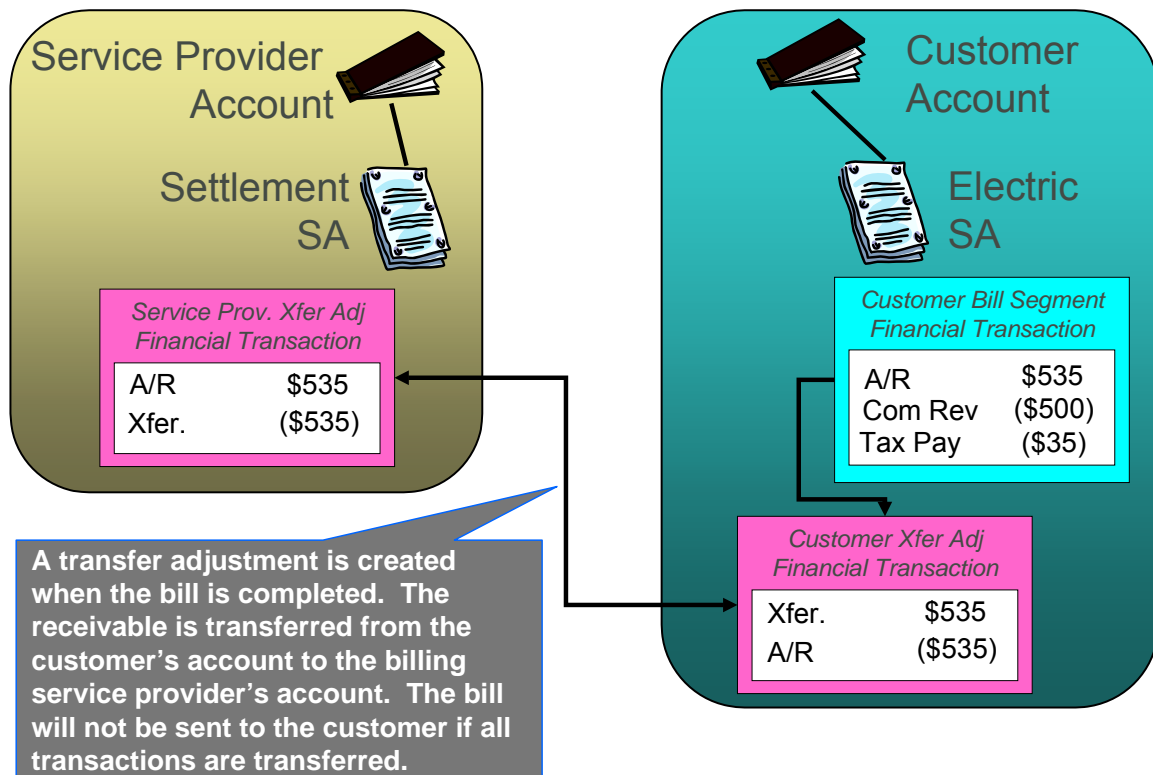 Service Provider
Account
Settlement
SA
Service Prov. Xfer Adj
Financial Transaction
A/R $535
Xfer. ($535)
Customer
Account
Electric
SA
Customer Bill Segment
Financial Transaction
A/R $535
Com Rev ($500)
Tax Pay ($35)
Customer Xfer Adj
Financial Transaction
Xfer. $535
A/R ($535)
A transfer adjustment is created
when the bill is completed. The
receivable is transferred from the
customer’s account to the billing
service provider’s account. The bill
will not be sent to the customer if all
transactions are transferred.